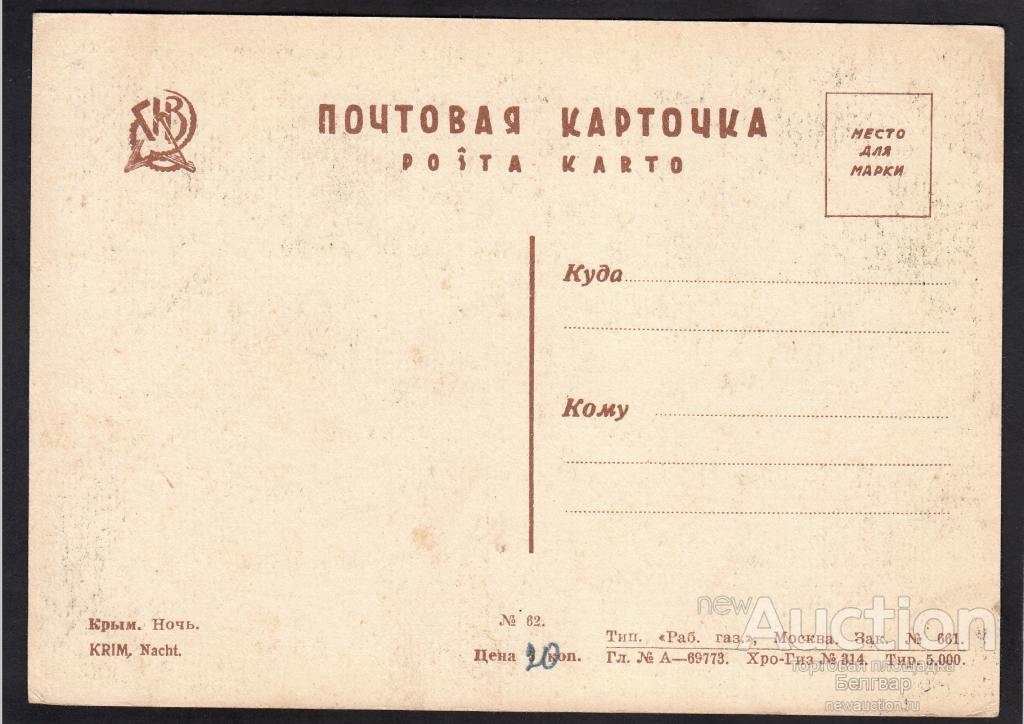 ГКВ
ПОЧТОВАЯ КАРТОЧКА
POŜTA KARTO
МЕСТО
ДЛЯ
МАРКИ
Куда
Кому
Крым. Ночь.
KRIM. Nacht.
№ 62.
Цена 20 коп.
Тип. «Раб. газ.», Москва. Зак. № 661.
Гл. № А—69773. Хро-Гиз № 314. Тир. 5.000.
newAuction
торговая площадка
Белгвар
newauction.ru